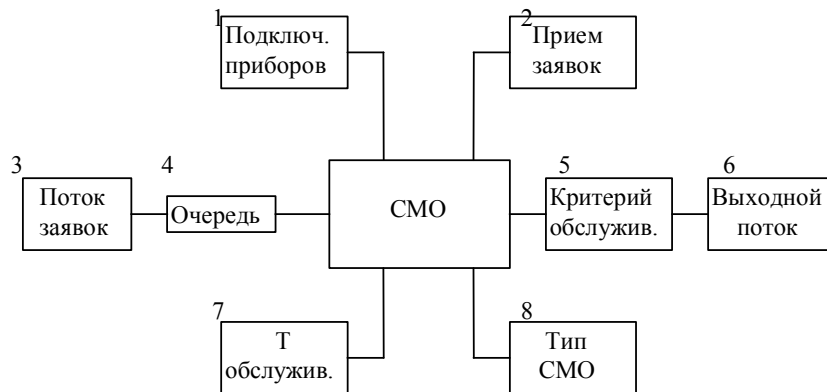 1
Подключ.
приборов
2
Прием
заявок
3
Поток
заявок
4
Очередь
СМО
5
Критерий
обслужив.
6
Выходной
поток
7
Т
обслужив.
8
Тип
СМО